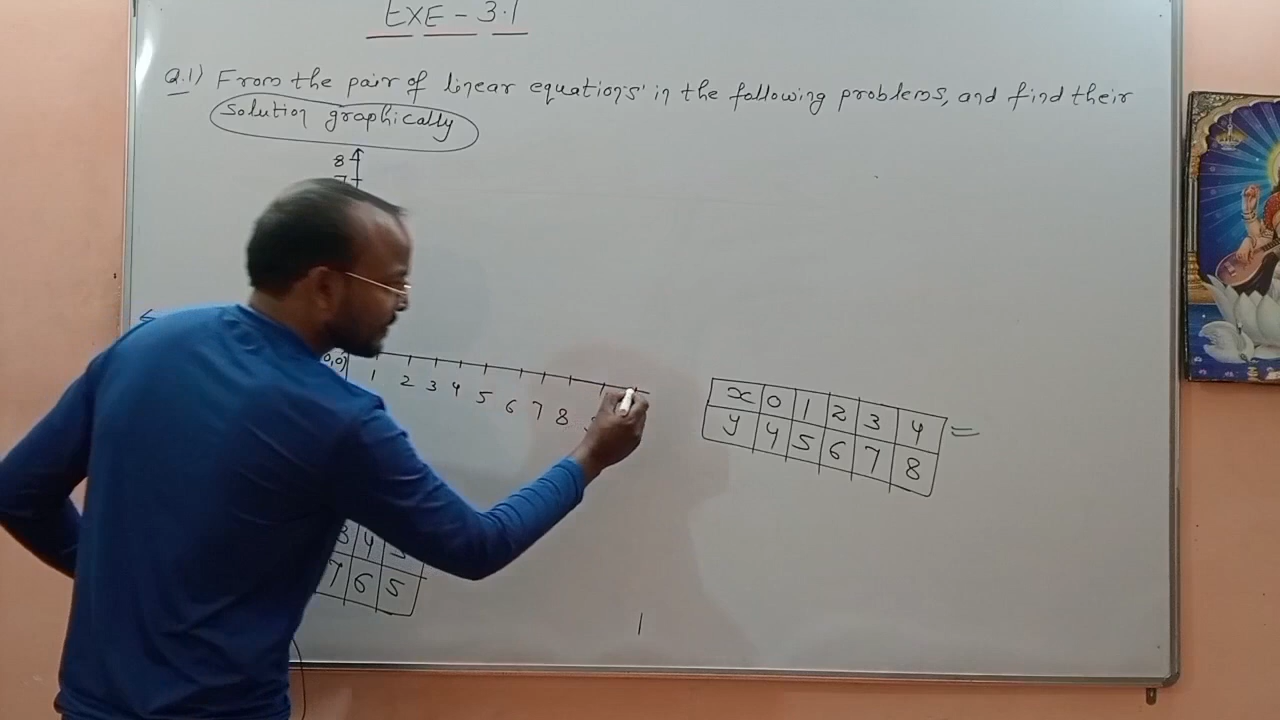 EXE - 3.1
Q.1) From the pair of linear equations in the following problems, and find their
Solution graphically
8
7
0,0)
1 2 3 4 5 6 7 8
x 0 1 2 3 4 =
y 4 5 6 7 8
3 4 5
7 6 5